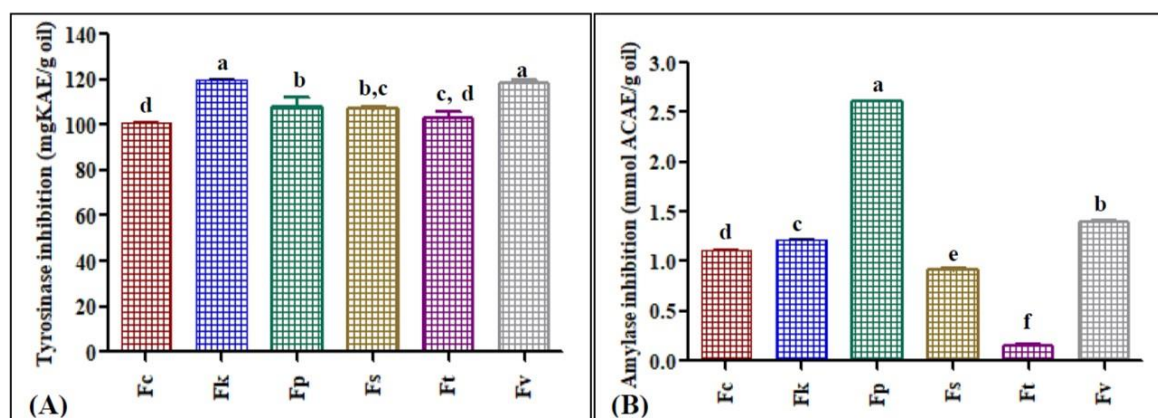 Tyrosinase inhibition (mgKAE/g oil)
140
120
100
80
60
40
20
0
d
a
b
b,c
c, d
a
Fc
Fk
Fp
Fs
Ft
Fv
(A)
Amylase inhibition (mmol ACAE/g oil)
3.0
2.5
2.0
1.5
1.0
0.5
0.0
d
c
a
e
f
b
Fc
Fk
Fp
Fs
Ft
Fv
(B)